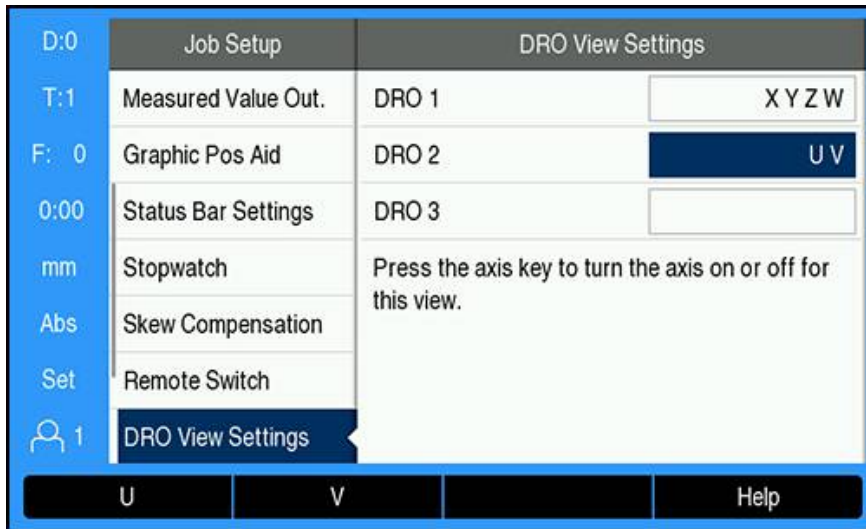 D:0
Job Setup
DRO View Settings
T:1
Measured Value Out.
DRO 1
X Y Z W
F: 0
Graphic Pos Aid
DRO 2
U V
0:00
Status Bar Settings
DRO 3
mm
Stopwatch
Press the axis key to turn the axis on or off for
this view.
Abs
Skew Compensation
Set
Remote Switch
1
DRO View Settings
U
V
Help